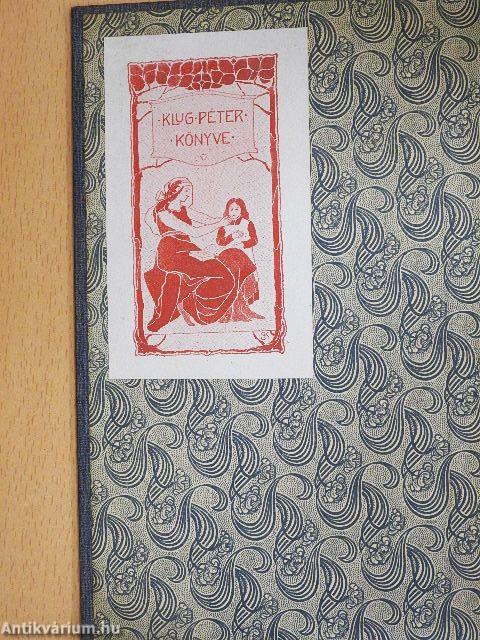 ·KLUG·PÉTER·
·KÖNYVE·
Antikvárium.hu